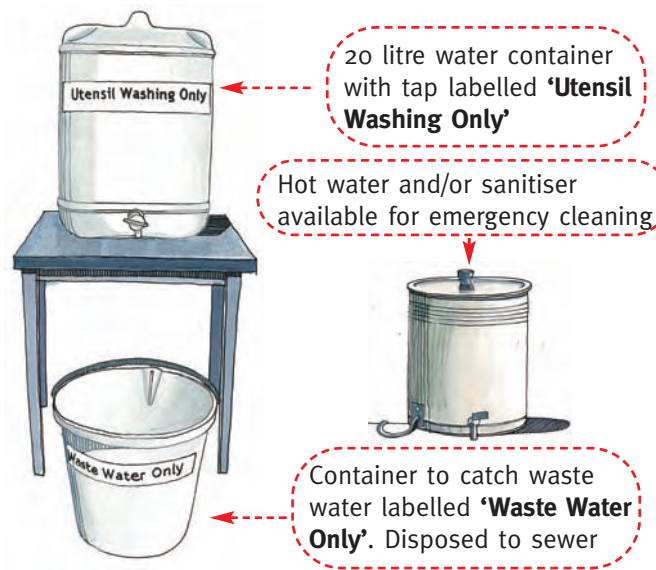 Utensil Washing Only
20 litre water container
with tap labelled ‘Utensil
Washing Only’
Hot water and/or sanitiser
available for emergency cleaning
Waste Water Only
Container to catch waste
water labelled ‘Waste Water
Only’. Disposed to sewer